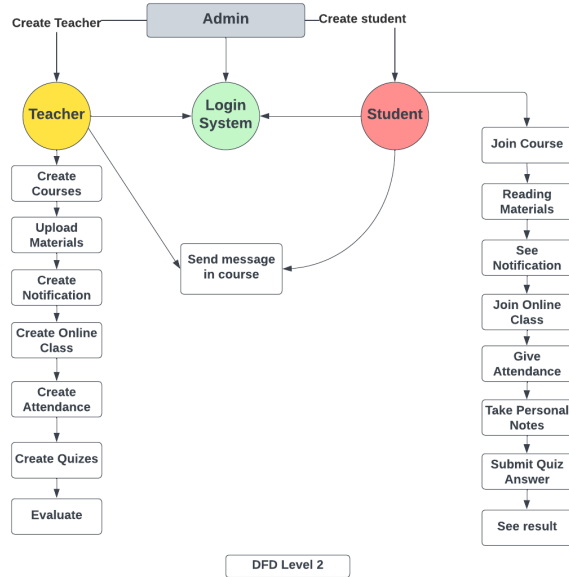 Admin
Create Teacher
Create student
Teacher
Login
System
Student
Create
Courses
Upload
Materials
Create
Notification
Create Online
Class
Create
Attendance
Create Quizes
Evaluate
Send message
in course
Join Course
Reading
Materials
See
Notification
Join Online
Class
Give
Attendance
Take Personal
Notes
Submit Quiz
Answer
See result
DFD Level 2